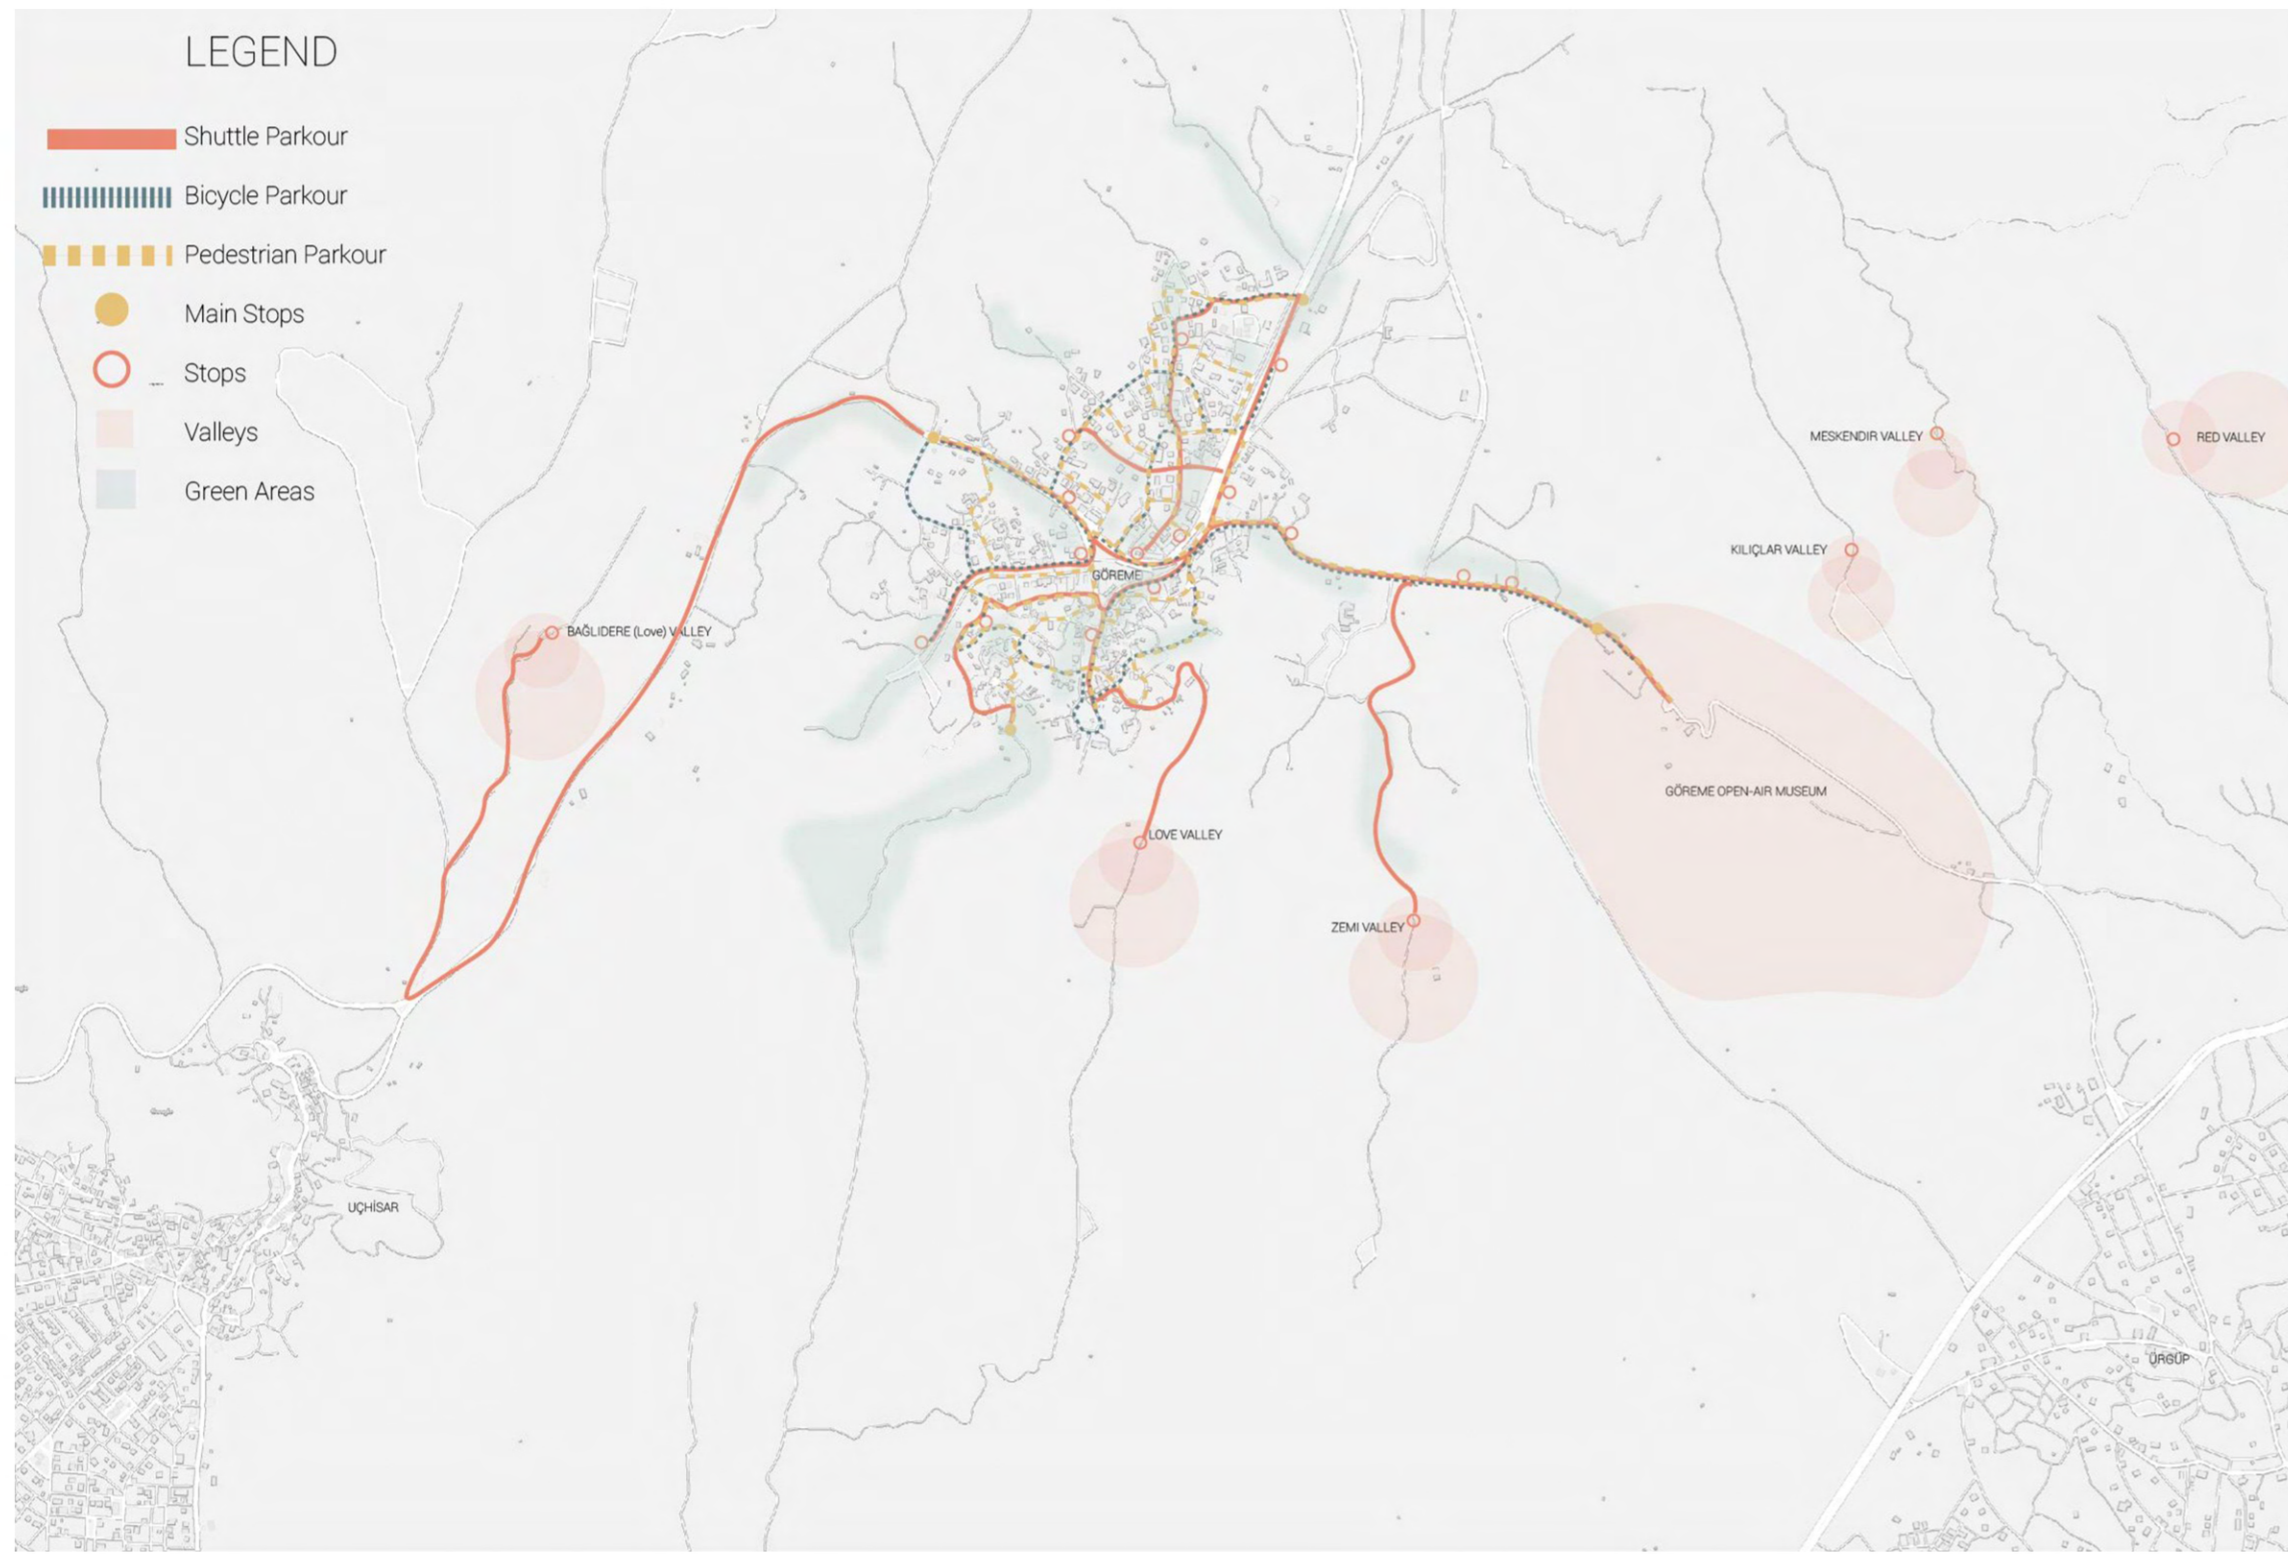 LEGEND
Shuttle Parkour
Bicycle Parkour
Pedestrian Parkour
Main Stops
Stops
Valleys
Green Areas
MESKENDIR VALLEY
RED VALLEY
KILIÇLAR VALLEY
GÖREME
BAĞLIDERE (Love) VALLEY
GÖREME OPEN-AIR MUSEUM
LOVE VALLEY
ZEMI VALLEY
UÇHİSAR
ÜRGÜP